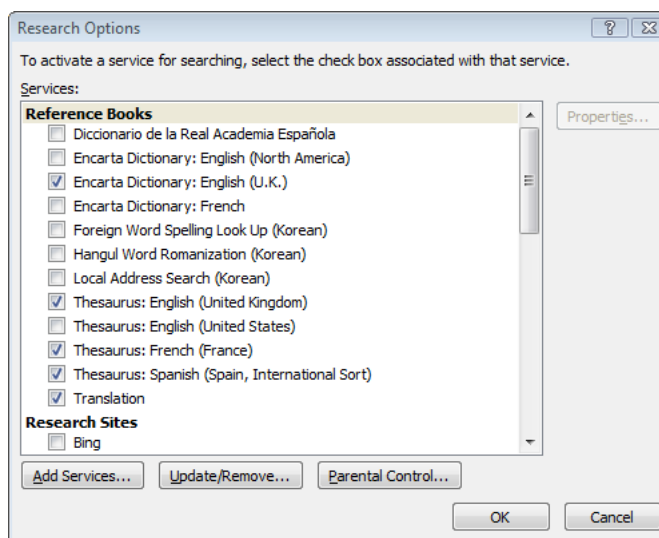 Research Options
To activate a service for searching, select the check box associated with that service.
Services:
Reference Books
Properties...
Diccionario de la Real Academia Española
Encarta Dictionary: English (North America)
Encarta Dictionary: English (U.K.)
Encarta Dictionary: French
Foreign Word Spelling Look Up (Korean)
Hangul Word Romanization (Korean)
Local Address Search (Korean)
Thesaurus: English (United Kingdom)
Thesaurus: English (United States)
Thesaurus: French (France)
Thesaurus: Spanish (Spain, International Sort)
Translation
Research Sites
Bing
Add Services... Update/Remove... Parental Control...
OK Cancel